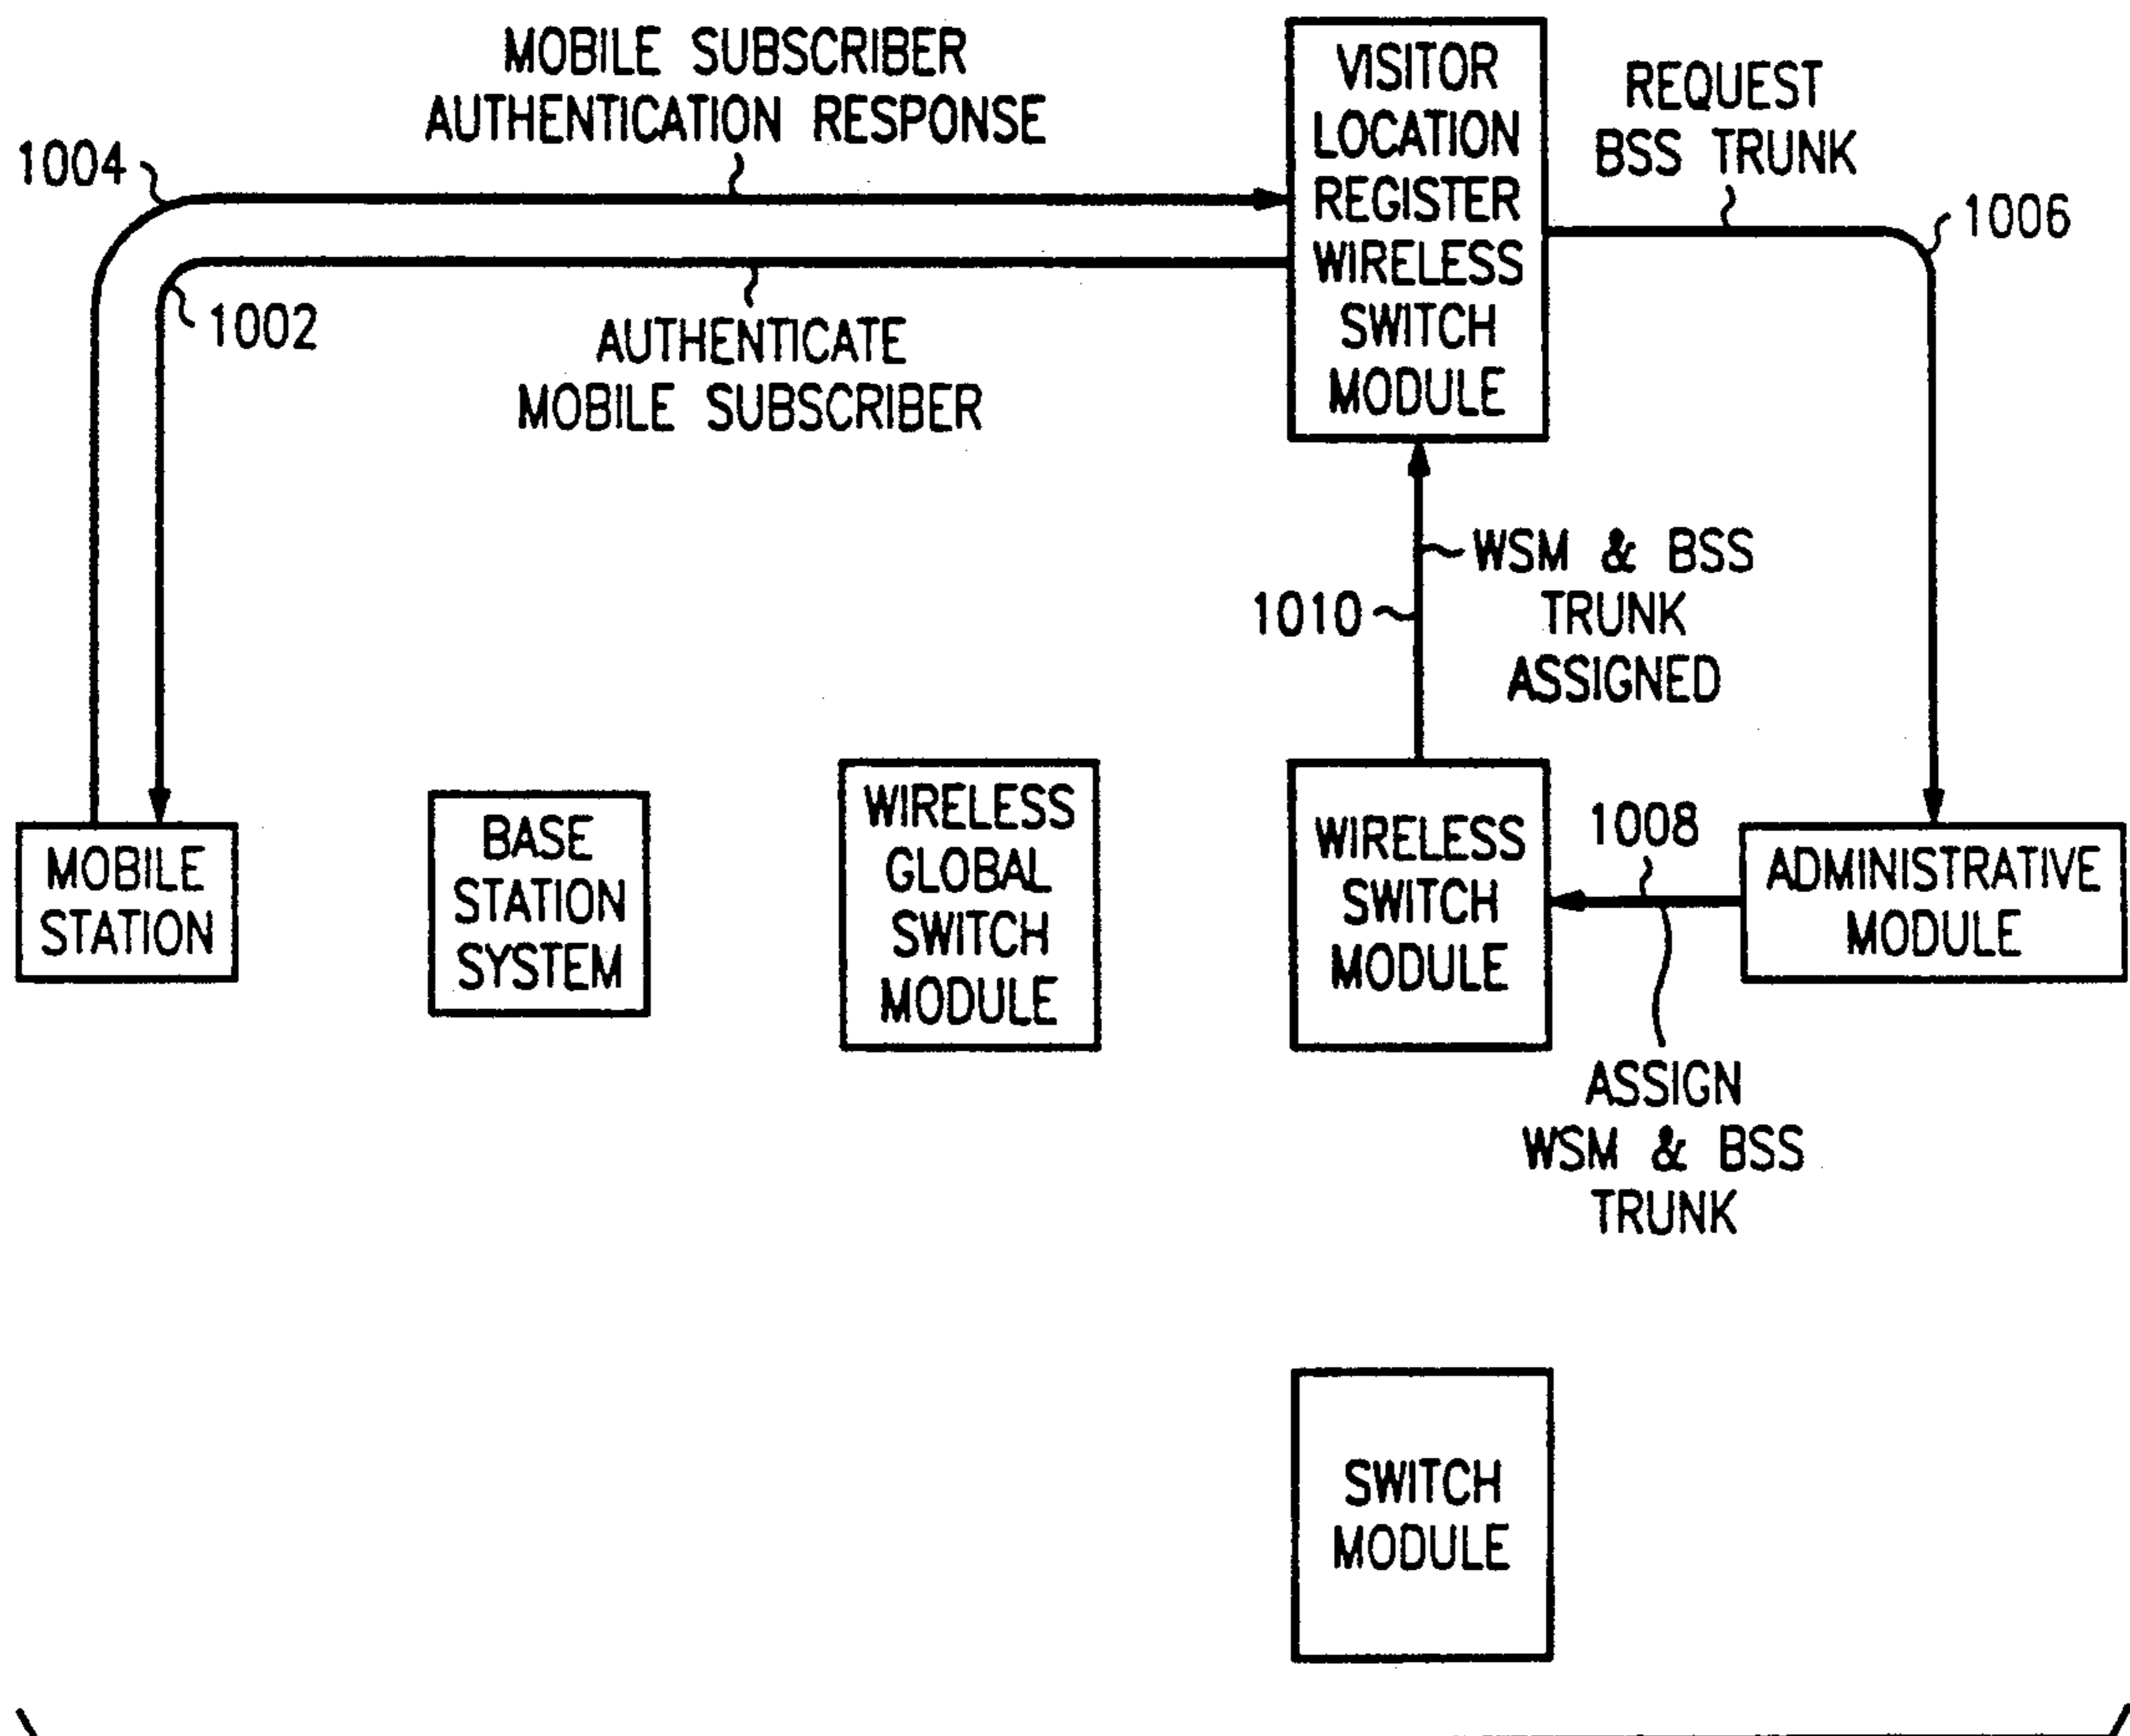 MOBILE SUBSCRIBER
AUTHENTICATION RESPONSE
1004
1002
AUTHENTICATE
MOBILE SUBSCRIBER
VISITOR
LOCATION
REGISTER
WIRELESS
SWITCH
MODULE
REQUEST
BSS TRUNK
1006
WSM & BSS
TRUNK
ASSIGNED
1010
MOBILE
STATION
BASE
STATION
SYSTEM
WIRELESS
GLOBAL
SWITCH
MODULE
WIRELESS
SWITCH
MODULE
1008
ADMINISTRATIVE
MODULE
ASSIGN
WSM & BSS
TRUNK
SWITCH
MODULE